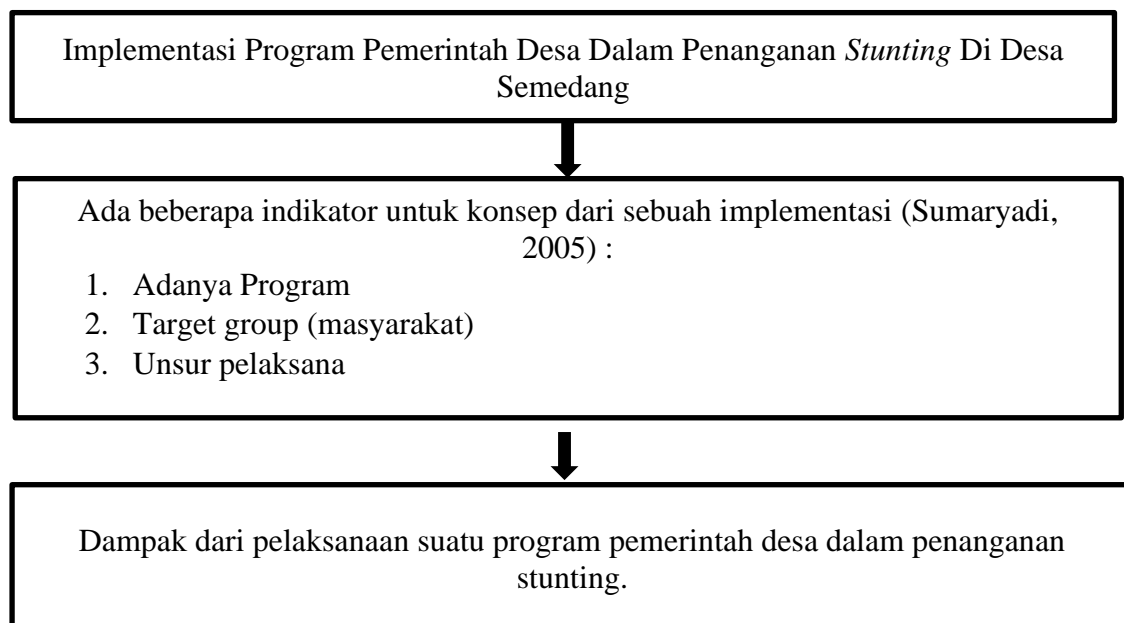 Implementasi Program Pemerintah Desa Dalam Penanganan Stunting Di Desa
Semedang
Ada beberapa indikator untuk konsep dari sebuah implementasi (Sumaryadi,
2005) :
1. Adanya Program
2. Target group (masyarakat)
3. Unsur pelaksana
Dampak dari pelaksanaan suatu program pemerintah desa dalam penanganan
stunting.